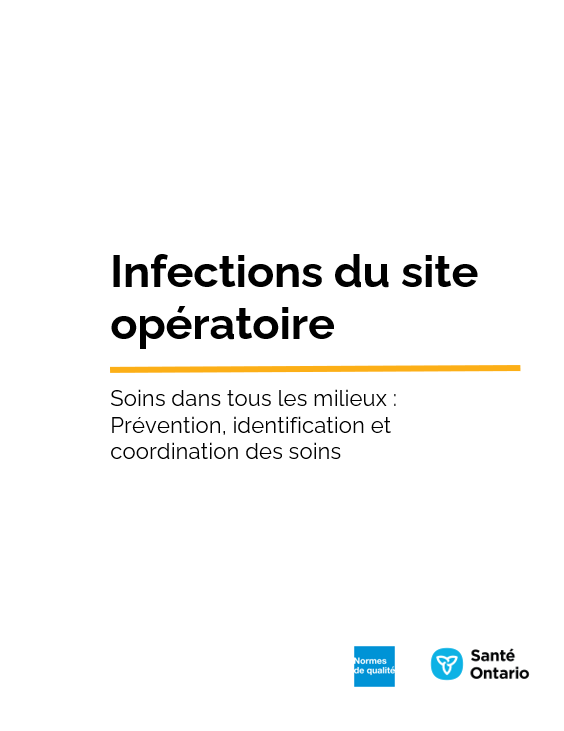 Infections du site
opératoire
Soins dans tous les milieux :
Prévention, identification et
coordination des soins
Normes
de qualité
Santé
Ontario